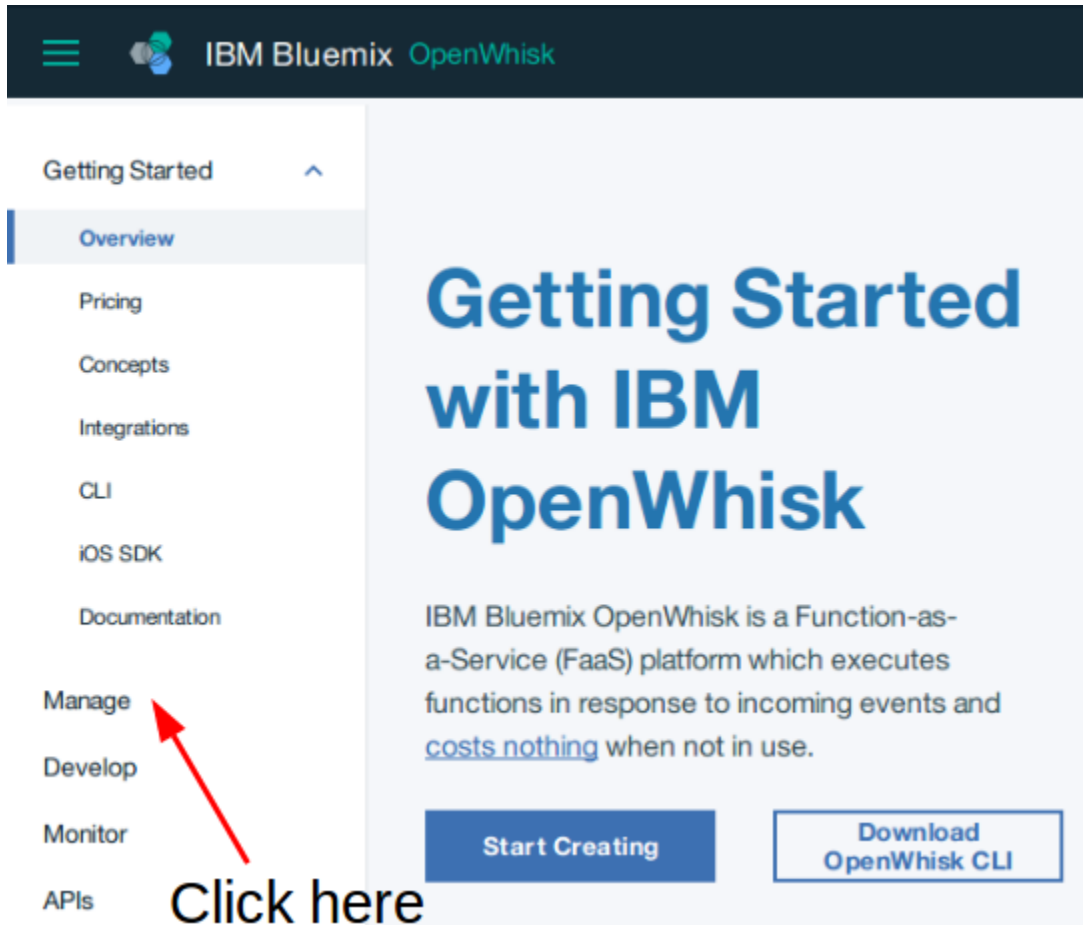 IBM Bluemix OpenWhisk
Getting Started
Overview
Pricing
Concepts
Integrations
CLI
iOS SDK
Documentation
Manage
Develop
Monitor
APIs
Click here
Getting Started
with IBM
OpenWhisk
IBM Bluemix OpenWhisk is a Function-as-
a-Service (FaaS) platform which executes
functions in response to incoming events and
costs nothing when not in use.
Start Creating
Download
OpenWhisk CLI